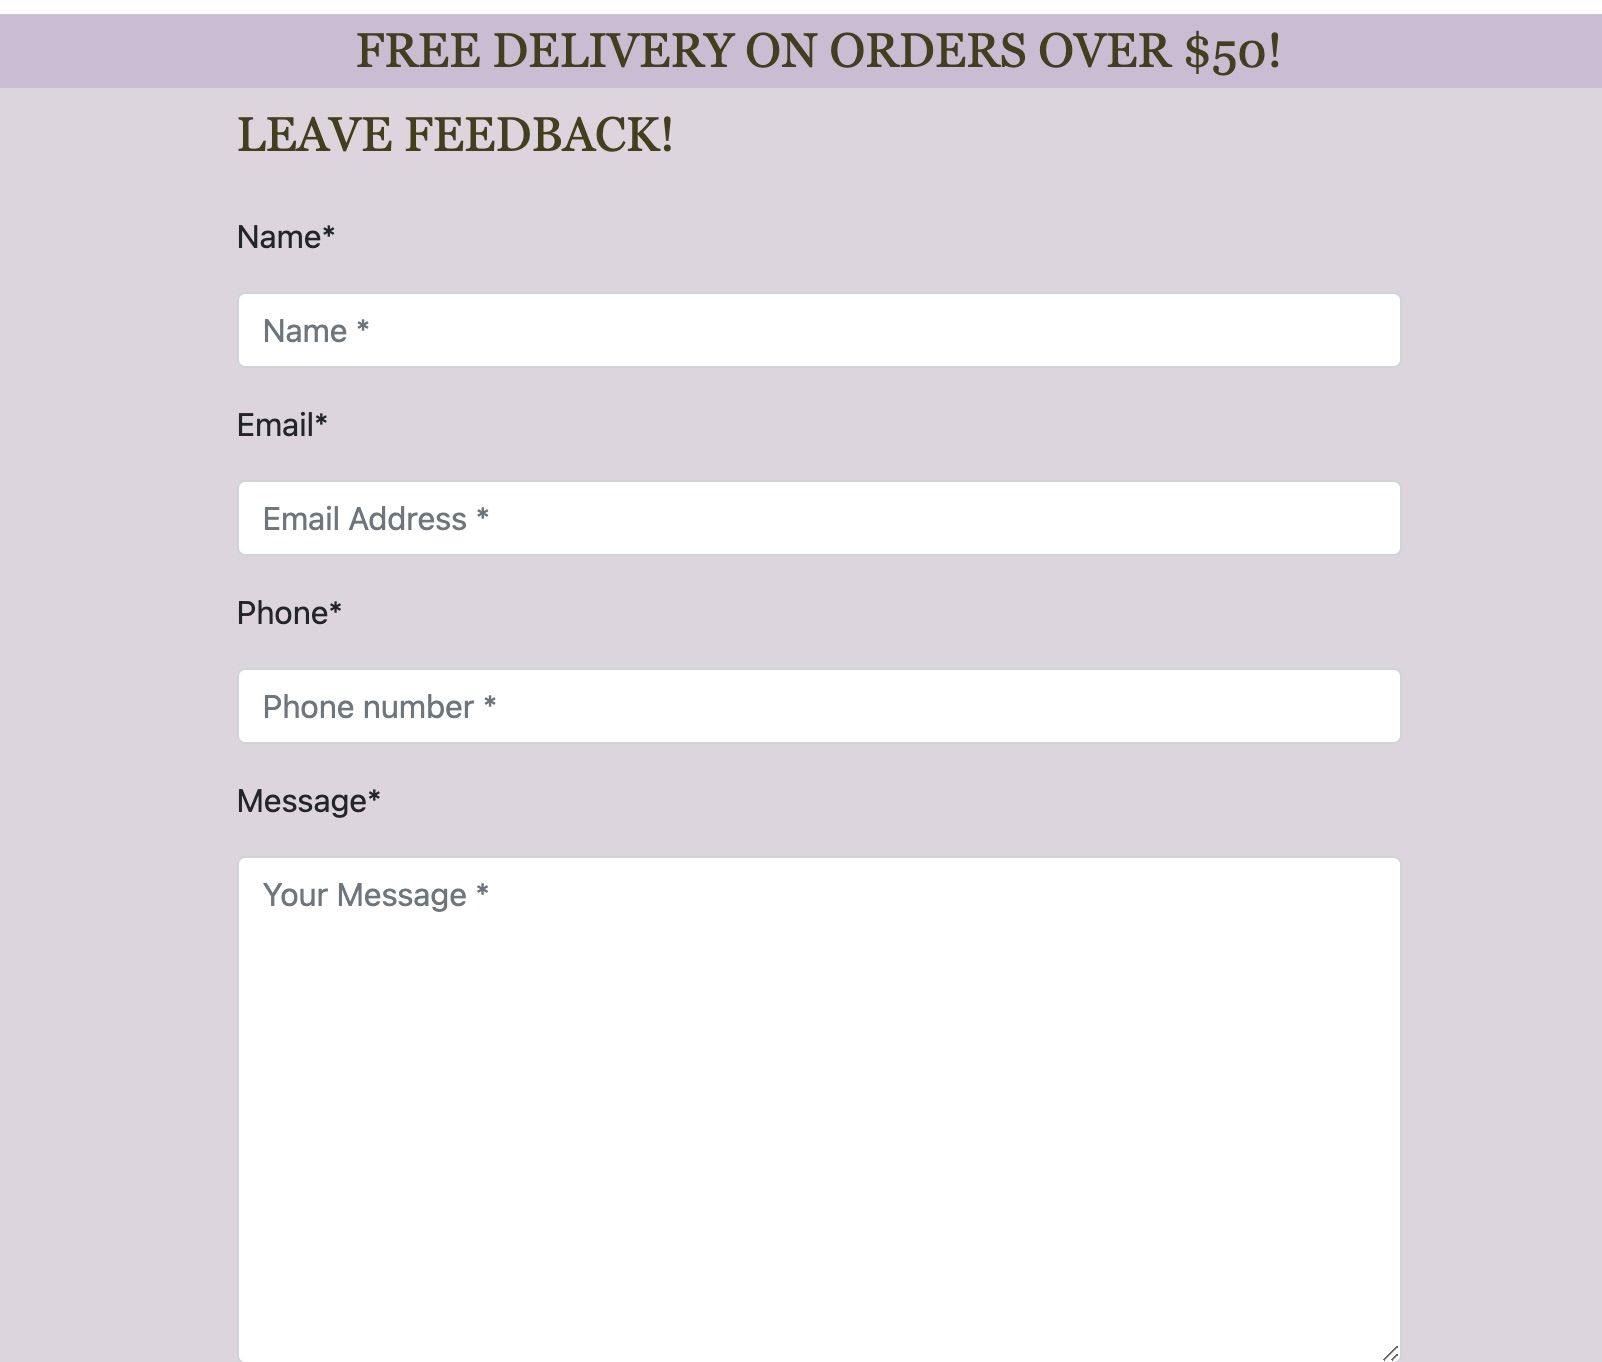 FREE DELIVERY ON ORDERS OVER $50!
LEAVE FEEDBACK!
Name*
Name *
Email*
Email Address *
Phone*
Phone number *
Message*
Your Message *